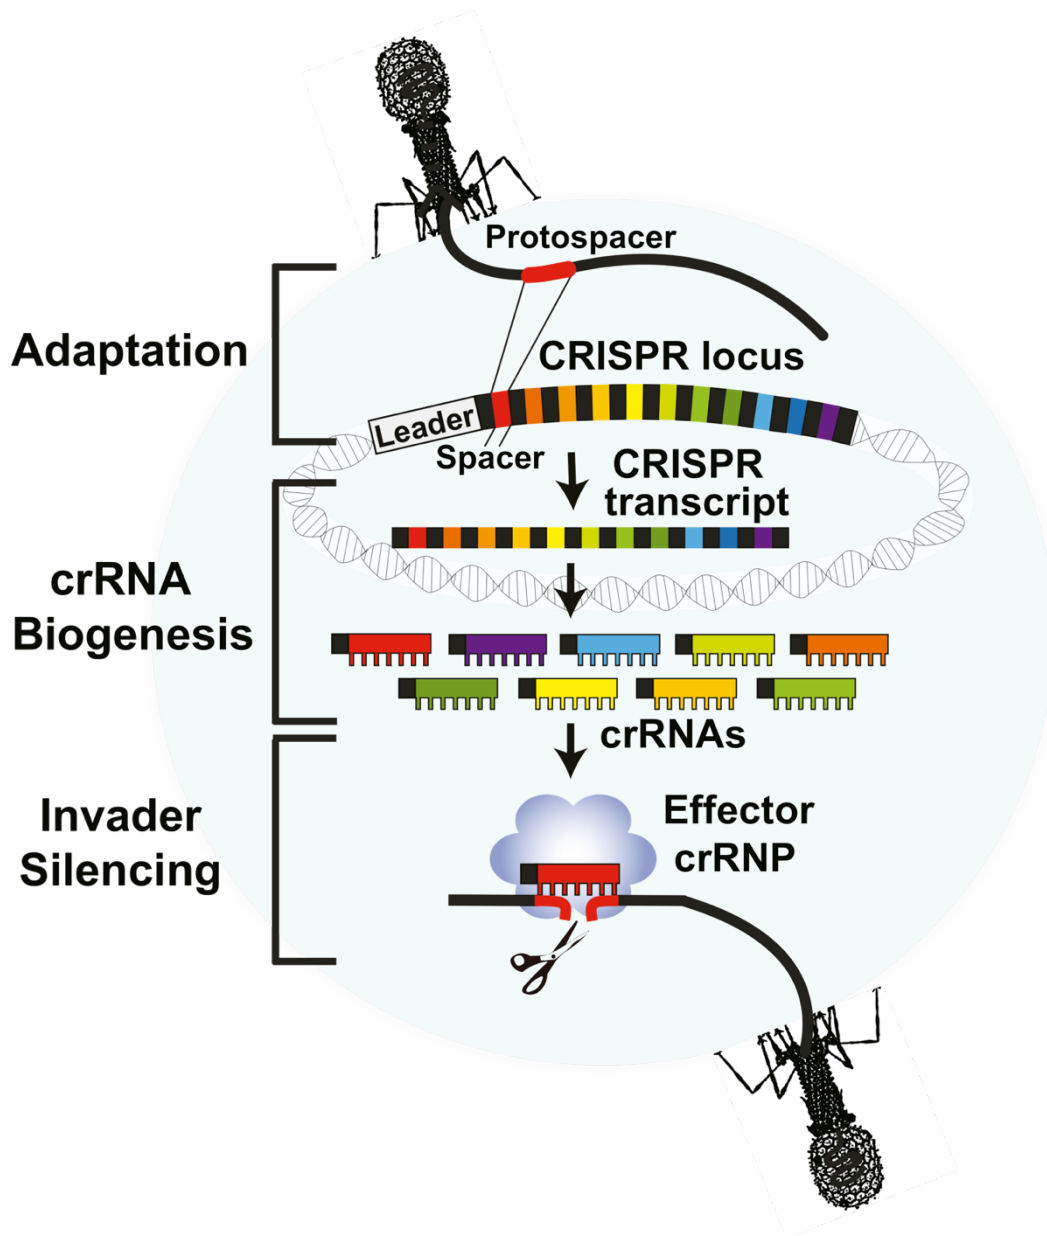 Protospacer
Adaptation
CRISPR locus
Leader
Spacer
CRISPR
transcript
crRNA
Biogenesis
crRNAs
Invader
Silencing
Effector
crRNP